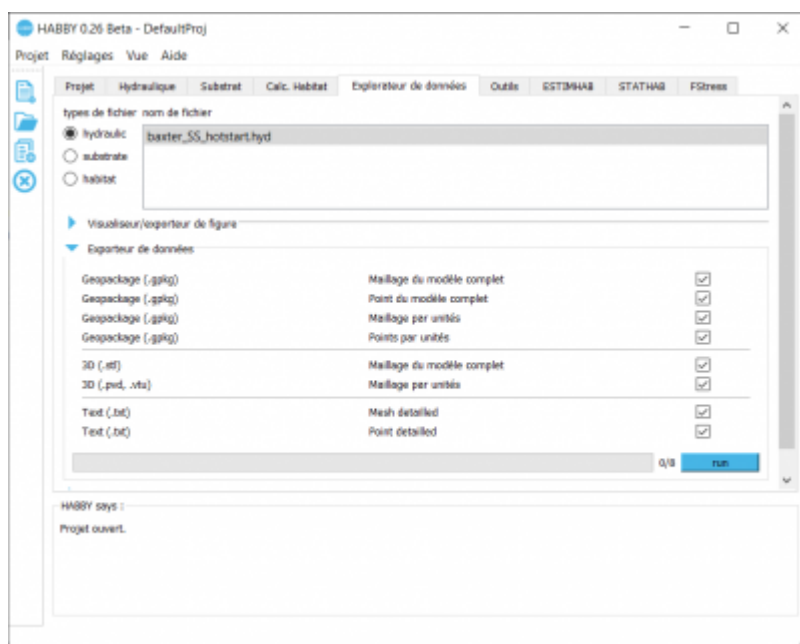 HABBY 0.26 Beta - DefaultProj
Projet Réglages Vue Aide
Projet Hydraulique Substrat Calc. Habitat Explorateur de données Outils ESTIMHAB STATHAB FStress
types de fichier nom de fichier
hydraulic baxter_SS_hotstart.hyd
substrate
habitat
Visualiseur/exporteur de figure
Exporteur de données
Geopackage (.gpkg) Maillage du modèle complet
Geopackage (.gpkg) Point du modèle complet
Geopackage (.gpkg) Maillage par unités
Geopackage (.gpkg) Points par unités
3D (.stl) Maillage du modèle complet
3D (.pvd, .vtu) Maillage par unités
Text (.txt) Mesh detailled
Text (.txt) Point detailled
0/8 run
HABBY says :
Projet ouvert.